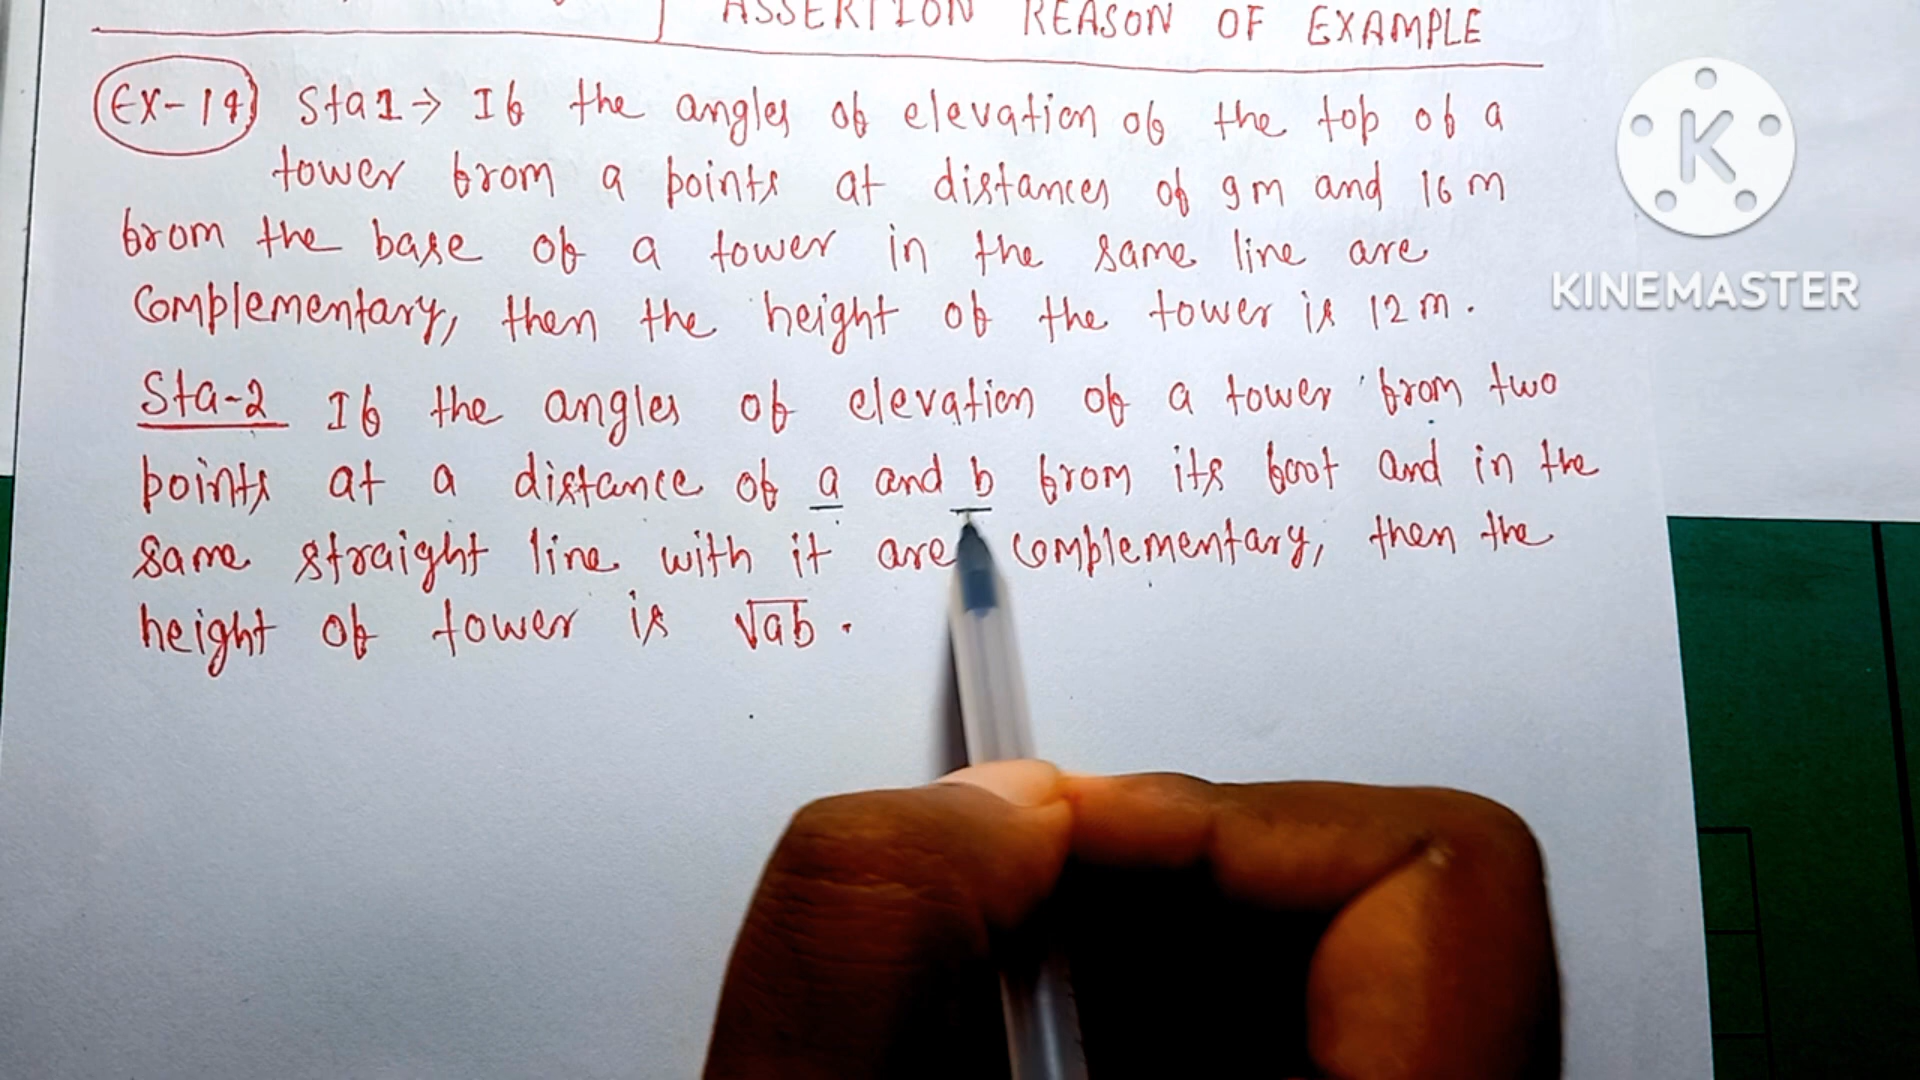 ASSERTION REASON OF EXAMPLE
Ex-14 Sta1→ If the angles of elevation of the top of a
tower from a points at distances of 9m and 16m
from the base of a tower in the same line are
Complementary, then the height of the tower is 12m.
Sta-2 If the angles of elevation of a tower from two
points at a distance of a and b from its foot and in the
same straight line with it are complementary, then the
height of tower is √ab.
KINEMASTER